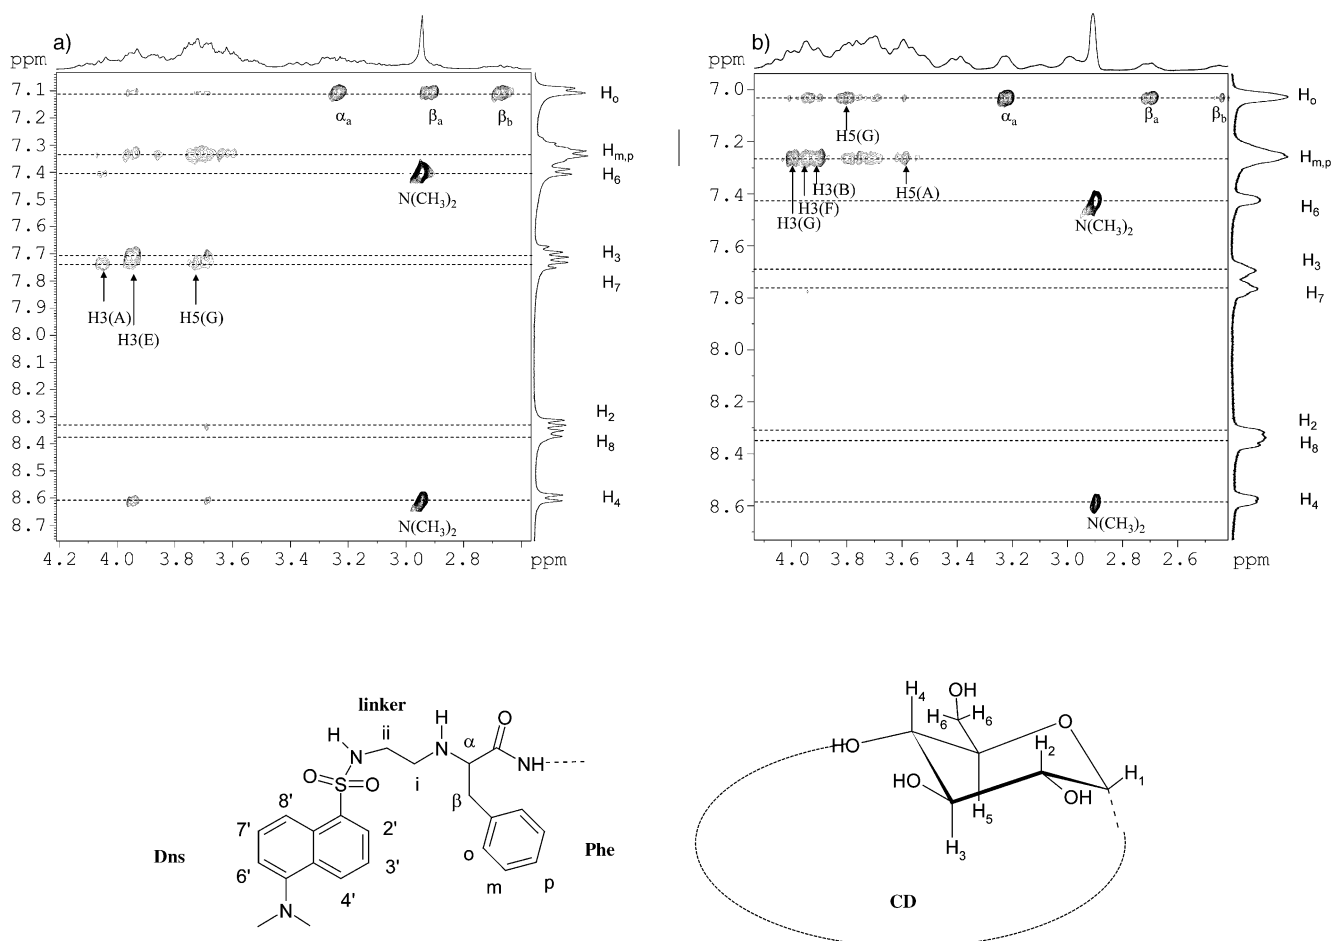 a)
ppm
7.1
7.2
7.3
7.4
7.5
7.6
7.7
7.8
7.9
8.0
8.1
8.2
8.3
8.4
8.5
8.6
8.7
αa
βa
βb
N(CH3)2
H3(A)
H3(E)
H5(G)
N(CH3)2
Ho
Hm,p
H6
H3
H7
H2
H8
H4
4.2 4.0 3.8 3.6 3.4 3.2 3.0 2.8 ppm
b)
ppm
7.0
7.2
7.4
7.6
7.8
8.0
8.2
8.4
8.6
H5(G)
αa
βa
βb
H3(B)
H5(A)
H3(F)
H3(G)
N(CH3)2
N(CH3)2
Ho
Hm,p
H6
H3
H7
H2
H8
H4
4.0 3.8 3.6 3.4 3.2 3.0 2.8 2.6 ppm
linker
H
N
ii
i
H
N
α
O
NH
O
S
O
β
8'
7'
6'
2'
3'
4'
N
Dns
o
m
p
Phe
H4
OH
H6
H6
O
HO
H2
HO
OH
H1
H5
H3
CD